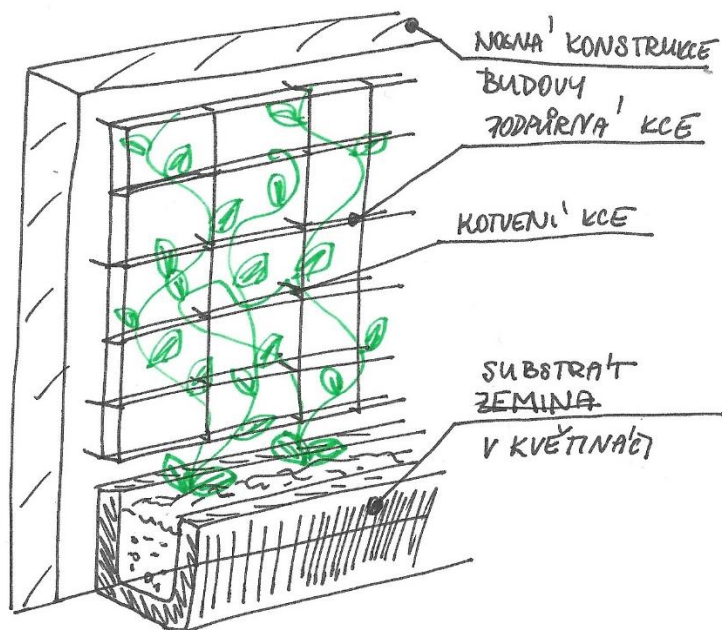 NOSNÁ KONSTRUKCE
BUDOVY
PODPŮRNÁ KCE
KOTVENÍ KCE
SUBSTRÁT
ZEMINA
V KVĚTINÁČI